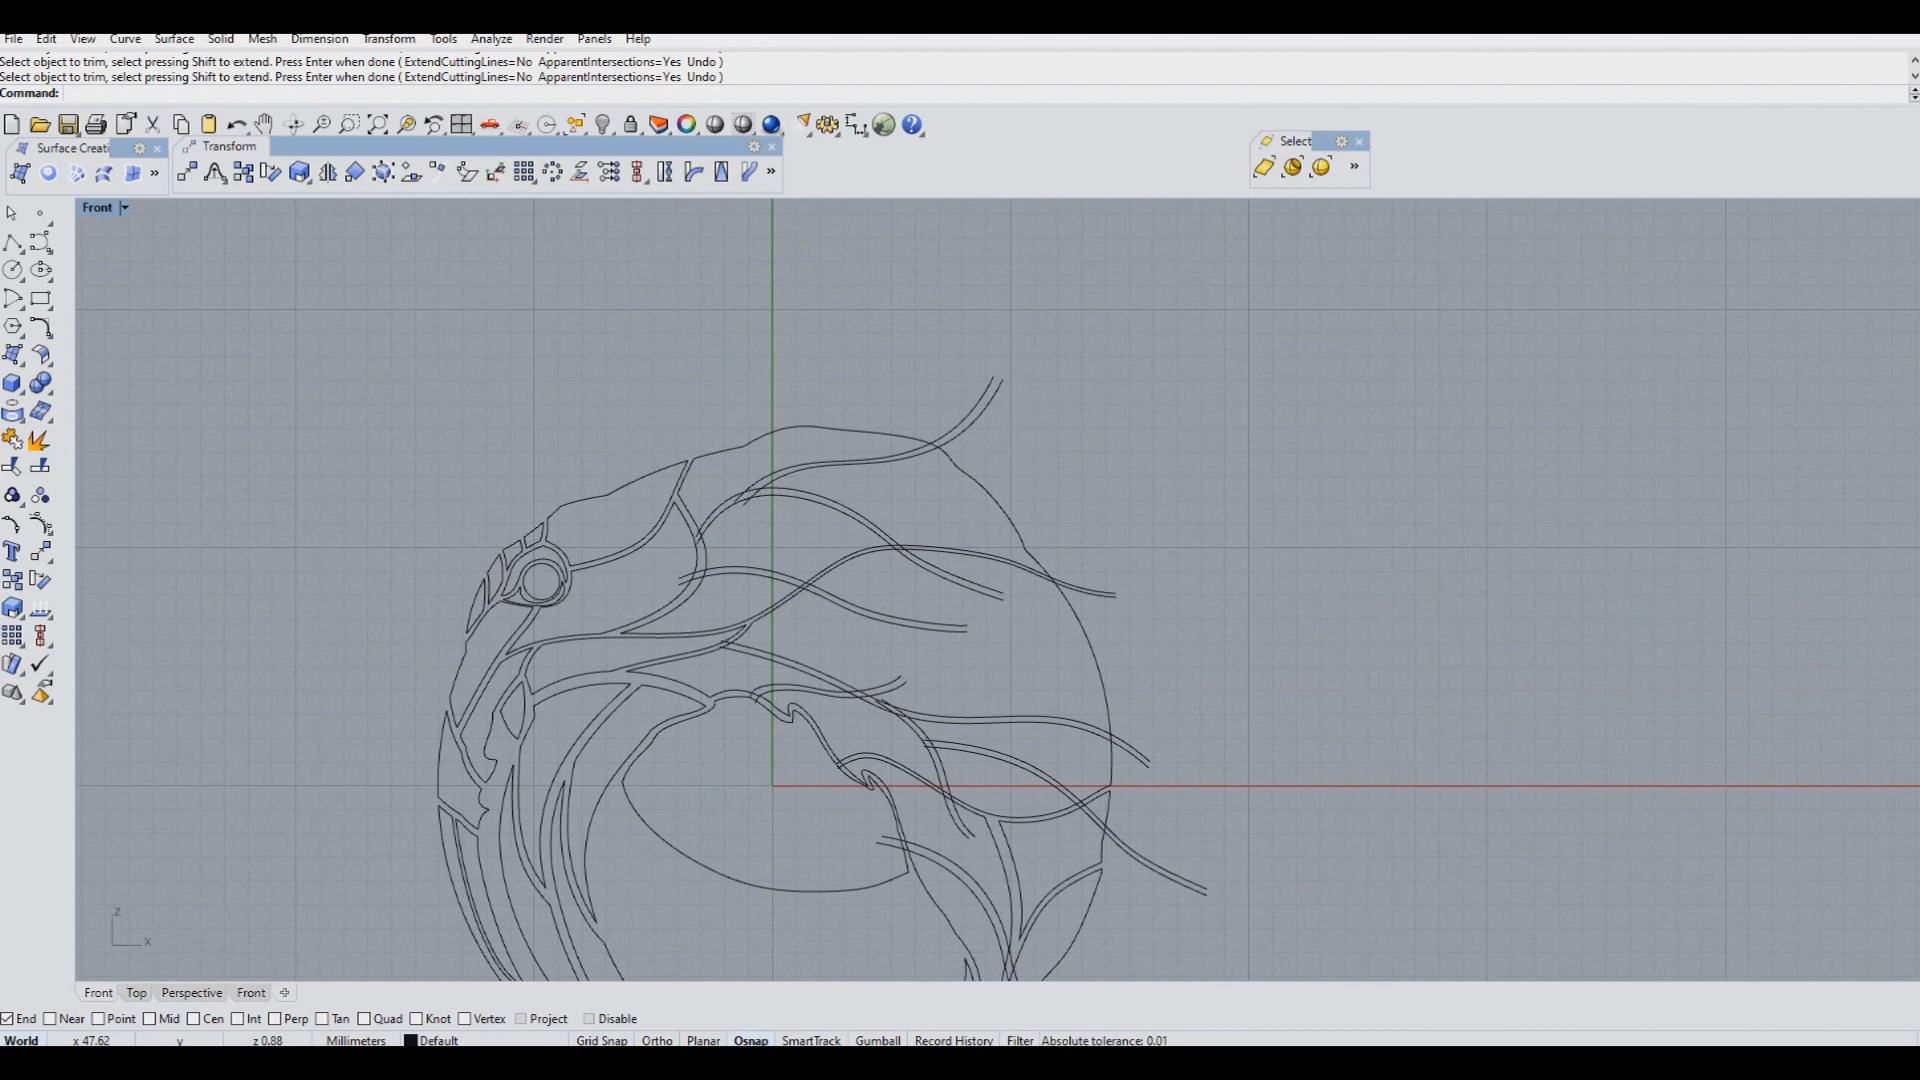 File Edit View Curve Surface Solid Mesh Dimension Transform Tools Analyze Render Panels Help
Select object to trim, select pressing Shift to extend. Press Enter when done ( ExtendCuttingLines=No ApparentIntersections=Yes Undo )
Select object to trim, select pressing Shift to extend. Press Enter when done ( ExtendCuttingLines=No ApparentIntersections=Yes Undo )
Command:
Surface Creati Transform Select
Front
z
x
Front Top Perspective Front
End Near Point Mid Cen Int Perp Tan Quad Knot Vertex Project Disable
World x 47.62 y z 0.88 Millimeters Default Grid Snap Ortho Planar Osnap SmartTrack Gumball Record History Filter Absolute tolerance: 0.01